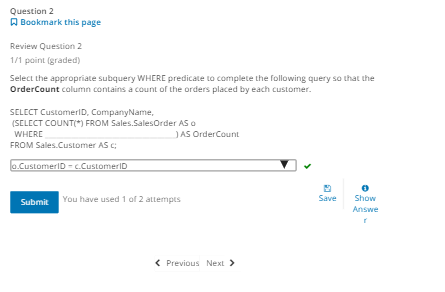 Question 2
Bookmark this page
Review Question 2
1/1 point (graded)
Select the appropriate subquery WHERE predicate to complete the following query so that the
OrderCount column contains a count of the orders placed by each customer.
SELECT CustomerID, CompanyName,
(SELECT COUNT(*) FROM Sales.SalesOrder AS o
WHERE ______________________________) AS OrderCount
FROM Sales.Customer AS c;
o.CustomerID = c.CustomerID
Submit
You have used 1 of 2 attempts
Save
Show
Answe
r
Previous Next